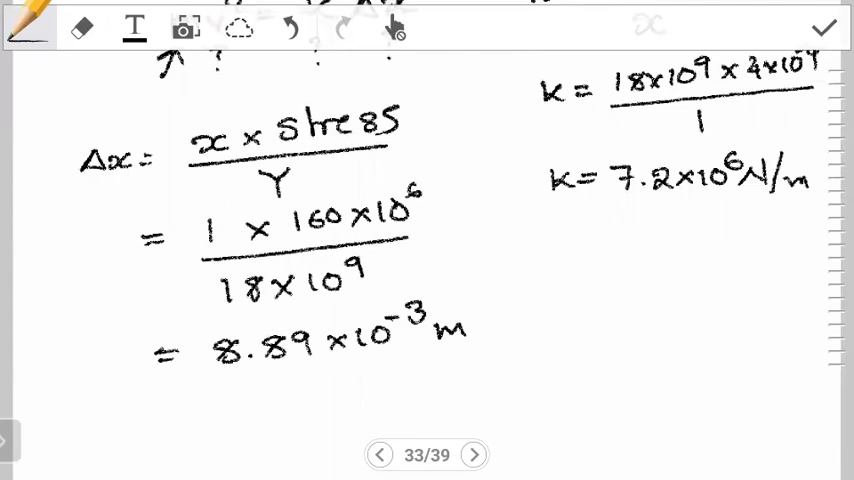 Δx = x × Stress / Y
= 1 × 160×10⁶ / 18×10⁹
= 8.89×10⁻³ m
K = 18×10⁹ × 4×10⁻⁴ / 1
K = 7.2×10⁶ N/m
33/39